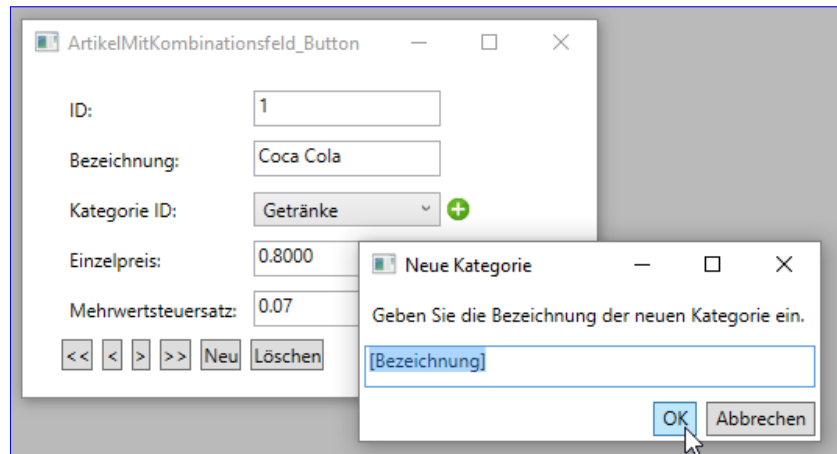 ArtikelMitKombinationsfeld_Button
ID:
1
Bezeichnung:
Coca Cola
Kategorie ID:
Getränke
Einzelpreis:
0.8000
Mehrwertsteuersatz:
0.07
<< < > >> Neu Löschen
Neue Kategorie
Geben Sie die Bezeichnung der neuen Kategorie ein.
[Bezeichnung]
OK Abbrechen